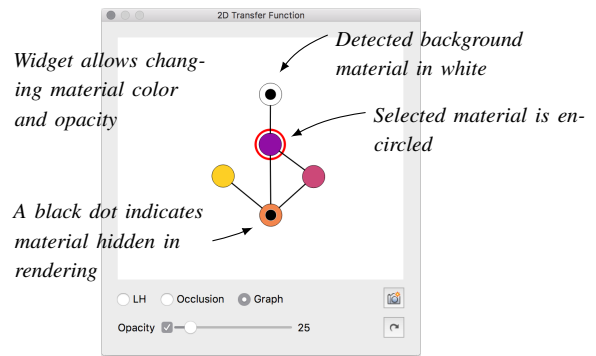 2D Transfer Function
Detected background
material in white
Widget allows chang-
ing material color
and opacity
Selected material is en-
circled
A black dot indicates
material hidden in
rendering
LH Occlusion Graph
Opacity 25